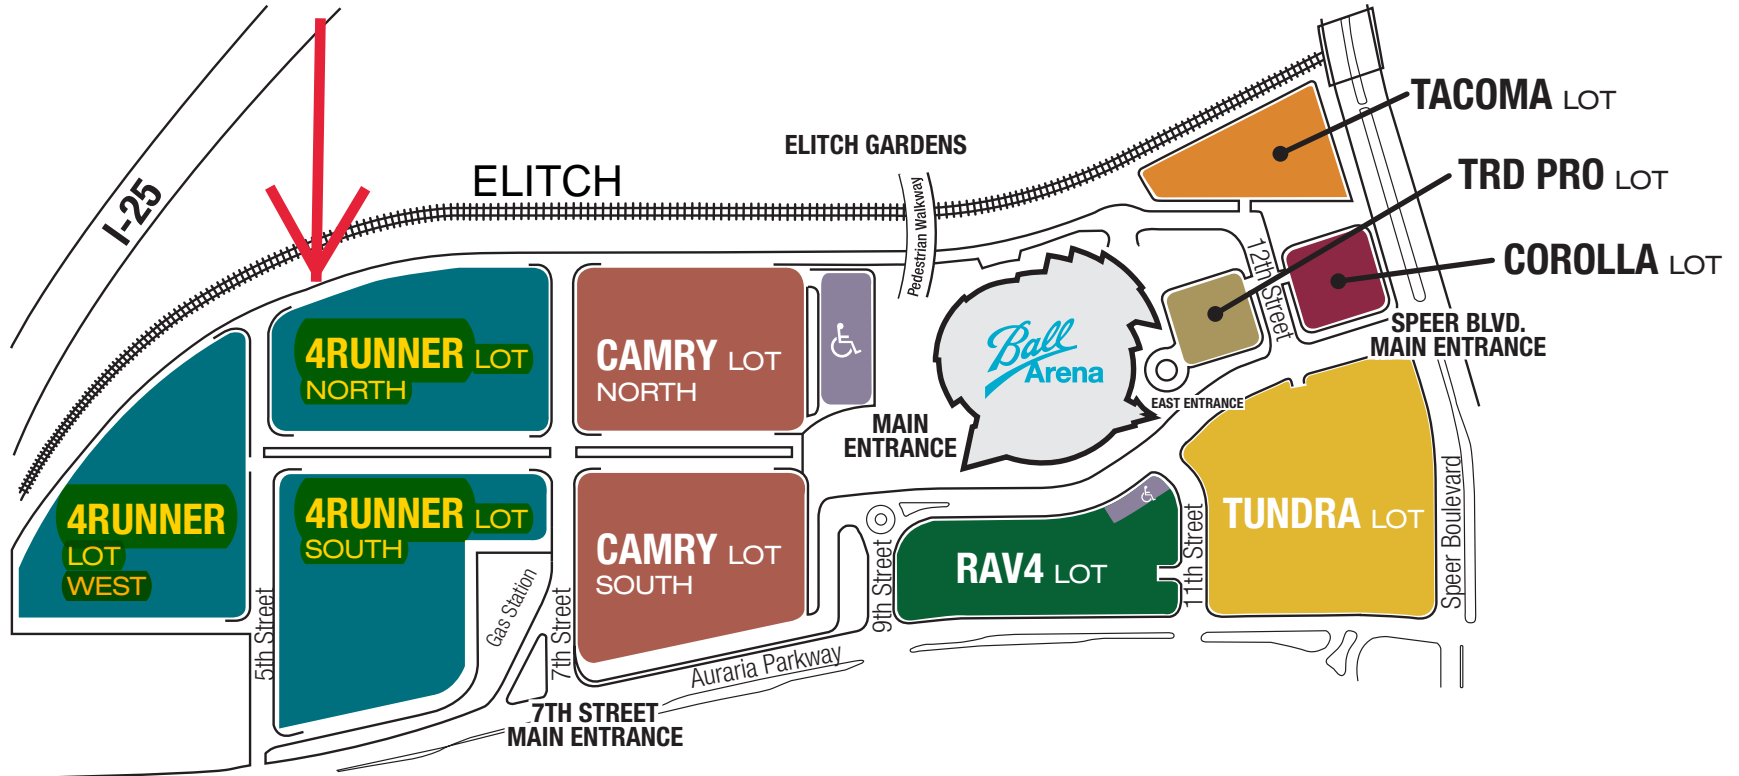 I-25
ELITCH
ELITCH GARDENS
Pedestrian Walkway
TACOMA LOT
TRD PRO LOT
COROLLA LOT
12th Street
SPEER BLVD.
MAIN ENTRANCE
4RUNNER LOT
NORTH
CAMRY LOT
NORTH
Ball
Arena
MAIN
ENTRANCE
EAST ENTRANCE
4RUNNER
LOT
WEST
4RUNNER LOT
SOUTH
CAMRY LOT
SOUTH
RAV4 LOT
TUNDRA LOT
5th Street
Gas Station
7th Street
9th Street
11th Street
Speer Boulevard
Auraria Parkway
7TH STREET
MAIN ENTRANCE